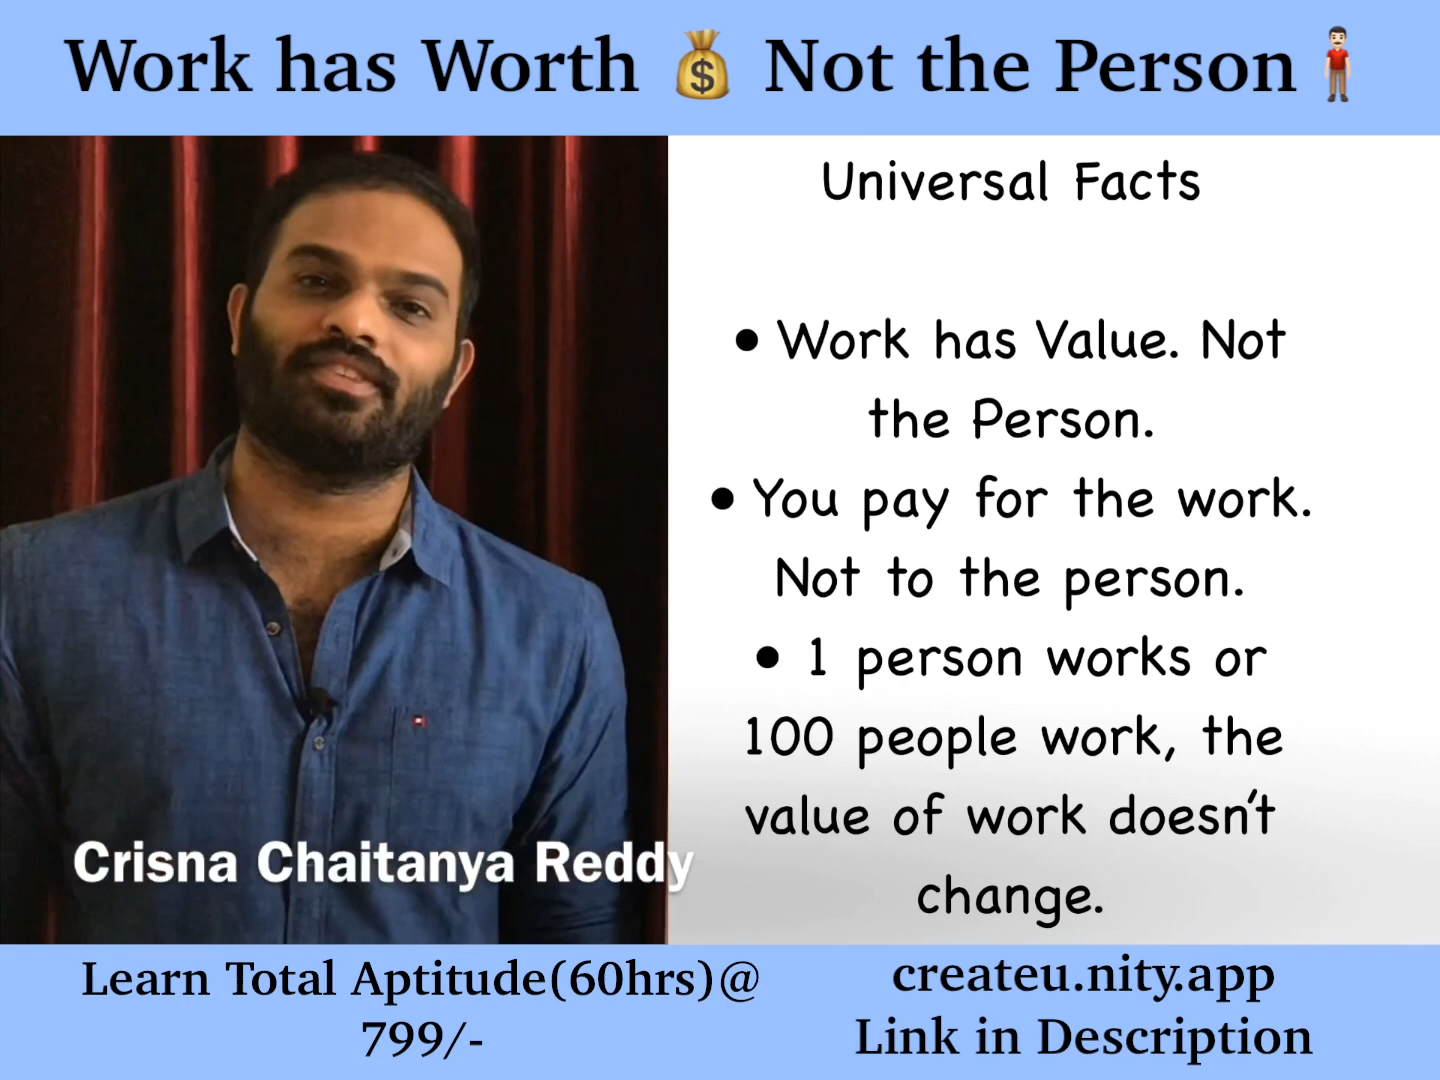 Work has Worth 💰 Not the Person🧍🏻‍♂️
Universal Facts
• Work has Value. Not
the Person.
• You pay for the work.
Not to the person.
• 1 person works or
100 people work, the
value of work doesn't
change.
Crisna Chaitanya Reddy
Learn Total Aptitude(60hrs)@
799/-
createu.nity.app
Link in Description